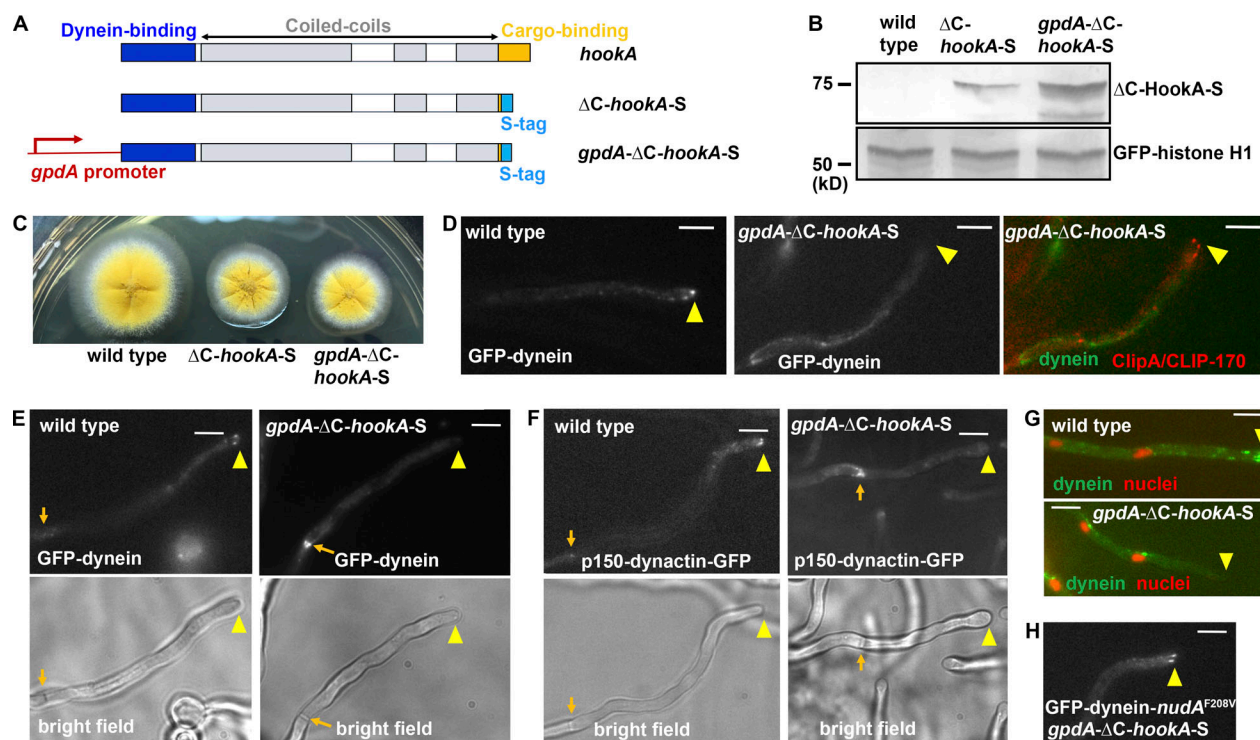 A
Dynein-binding
Coiled-coils
Cargo-binding
hookA
ΔC-hookA-S
S-tag
gpdA-ΔC-hookA-S
gpdA promoter
S-tag
B
wild type
ΔC-hookA-S
gpdA-ΔC-hookA-S
75
ΔC-HookA-S
50
(kD)
GFP-histone H1
C
wild type
ΔC-hookA-S
gpdA-ΔC-hookA-S
D
wild type
GFP-dynein
gpdA-ΔC-hookA-S
GFP-dynein
gpdA-ΔC-hookA-S
dynein ClipA/CLIP-170
E
wild type
GFP-dynein
bright field
gpdA-ΔC-hookA-S
GFP-dynein
bright field
F
wild type
p150-dynactin-GFP
bright field
gpdA-ΔC-hookA-S
p150-dynactin-GFP
bright field
G
wild type
dynein nuclei
gpdA-ΔC-hookA-S
dynein nuclei
H
GFP-dynein-nudAF208V
gpdA-ΔC-hookA-S